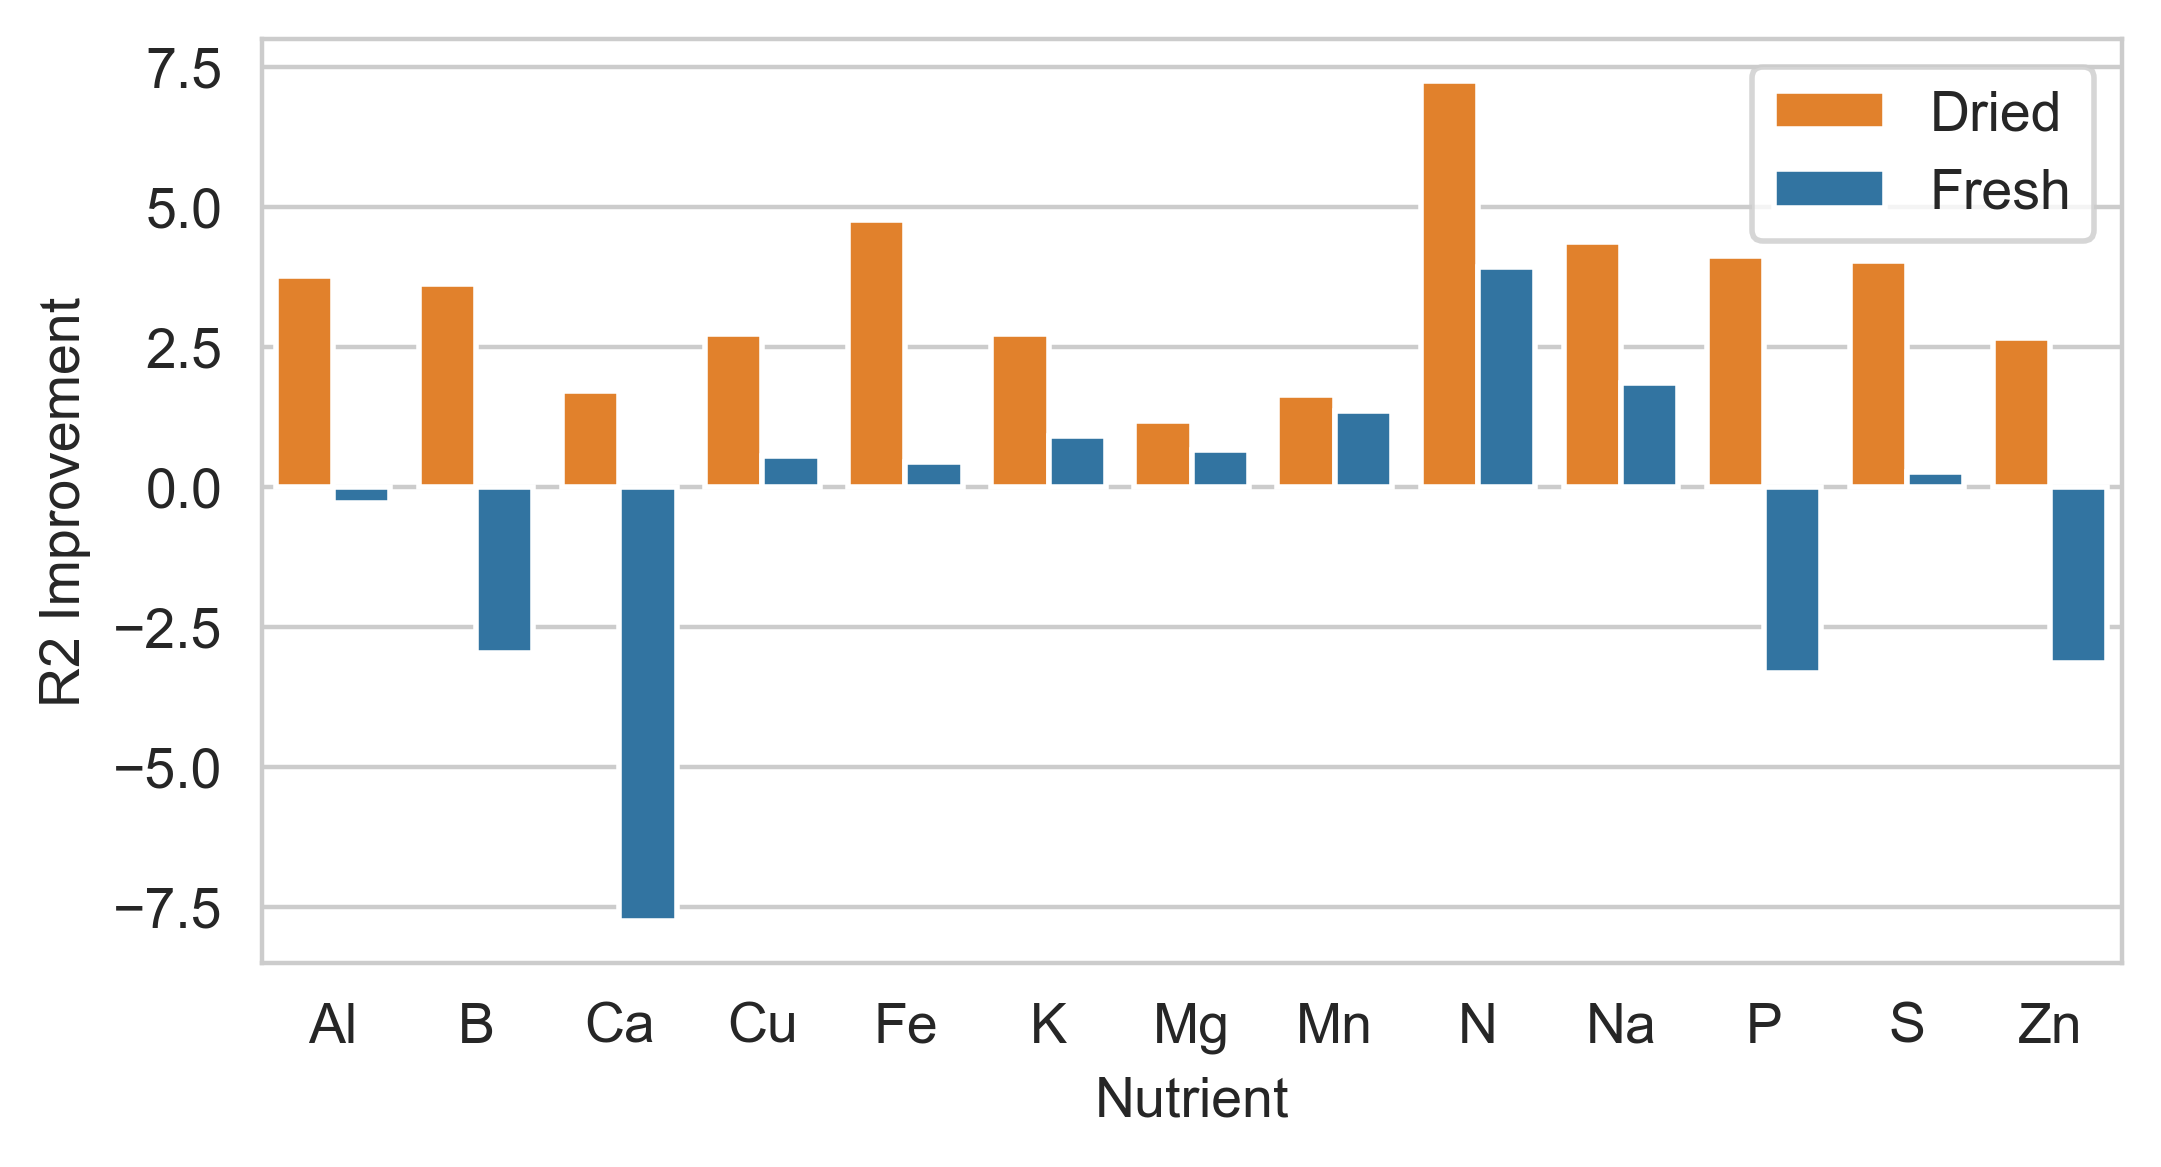 7.5
5.0
2.5
0.0
−2.5
−5.0
−7.5
R2 Improvement
Dried
Fresh
Al B Ca Cu Fe K Mg Mn N Na P S Zn
Nutrient